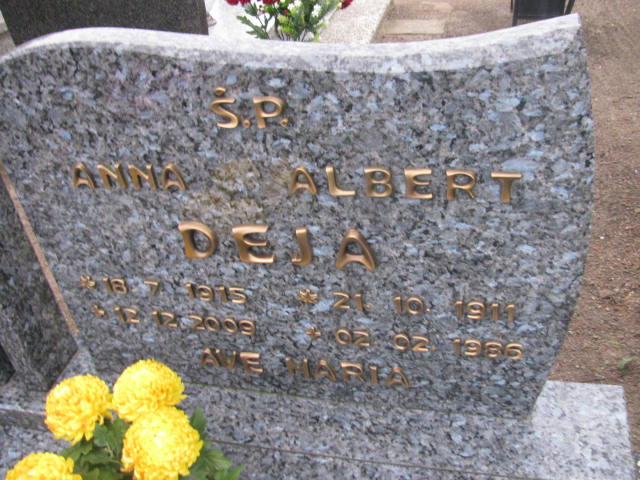 Ś.P.
ANNA ALBERT
DEJA
* 18. 7. 1915 * 21. 10. 1911
+ 12. 12. 2009 + 02. 02. 1986
AVE MARIA